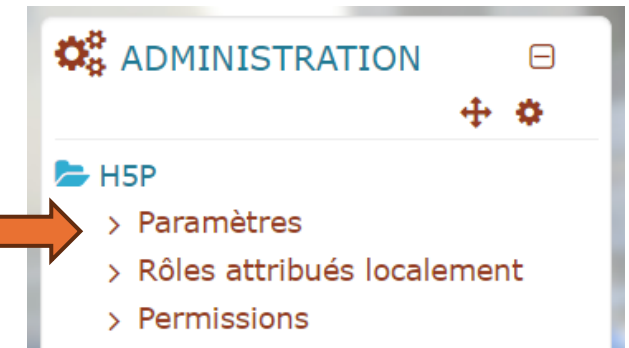 ADMINISTRATION
H5P
Paramètres
Rôles attribués localement
Permissions